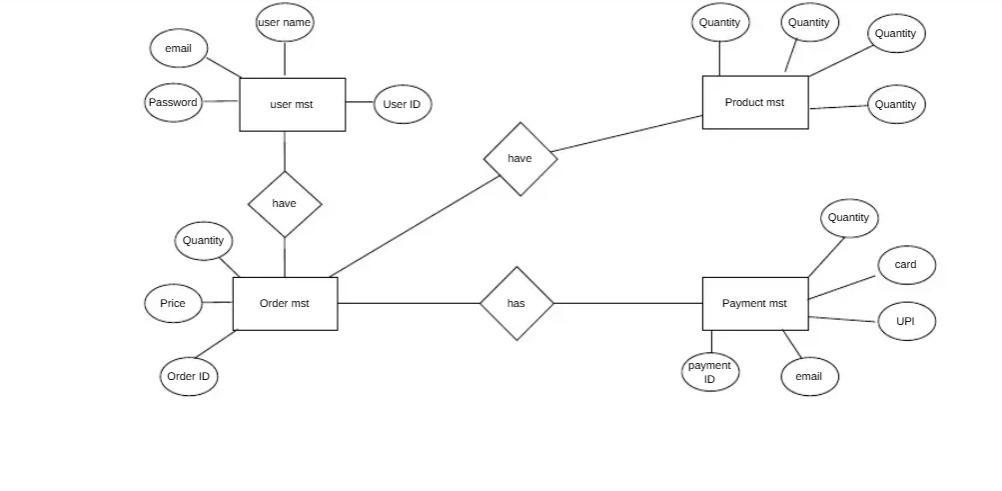 user name
Quantity
Quantity
Quantity
email
Password
user mst
User ID
Product mst
Quantity
have
have
Quantity
Quantity
card
Price
Order mst
has
Payment mst
UPI
Order ID
payment
ID
email